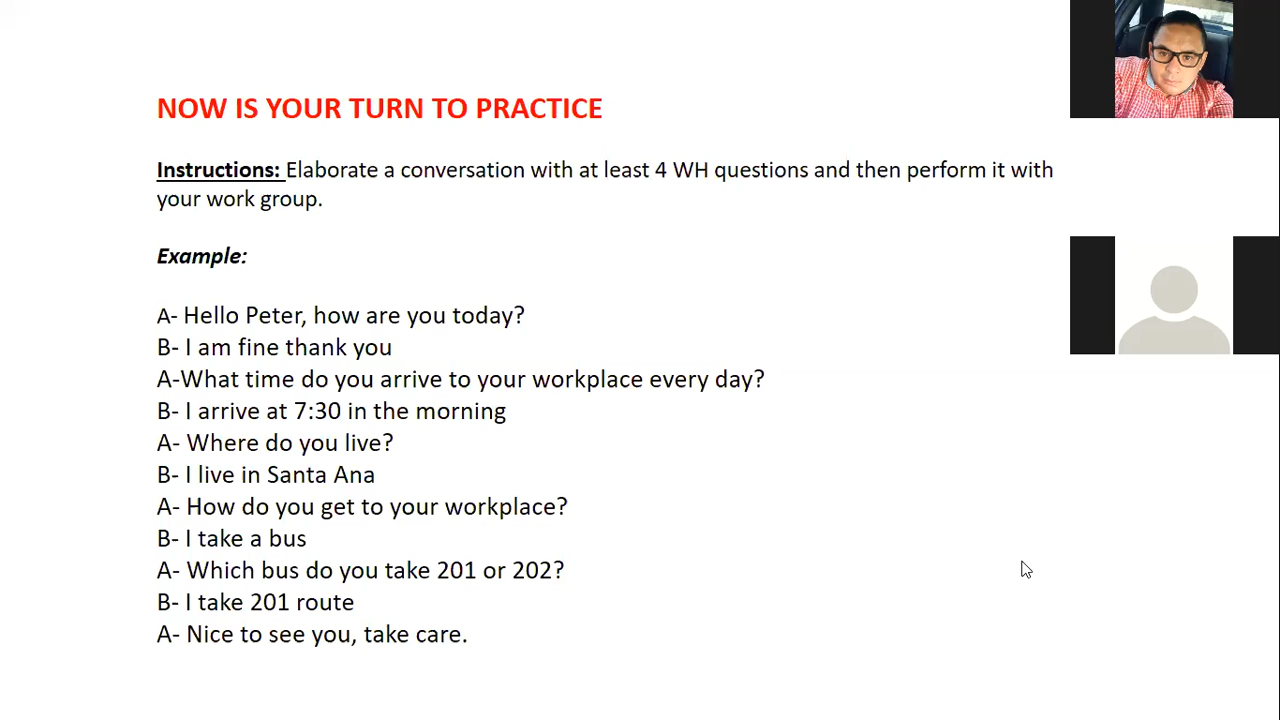 NOW IS YOUR TURN TO PRACTICE
Instructions: Elaborate a conversation with at least 4 WH questions and then perform it with
your work group.
Example:
A- Hello Peter, how are you today?
B- I am fine thank you
A-What time do you arrive to your workplace every day?
B- I arrive at 7:30 in the morning
A- Where do you live?
B- I live in Santa Ana
A- How do you get to your workplace?
B- I take a bus
A- Which bus do you take 201 or 202?
B- I take 201 route
A- Nice to see you, take care.